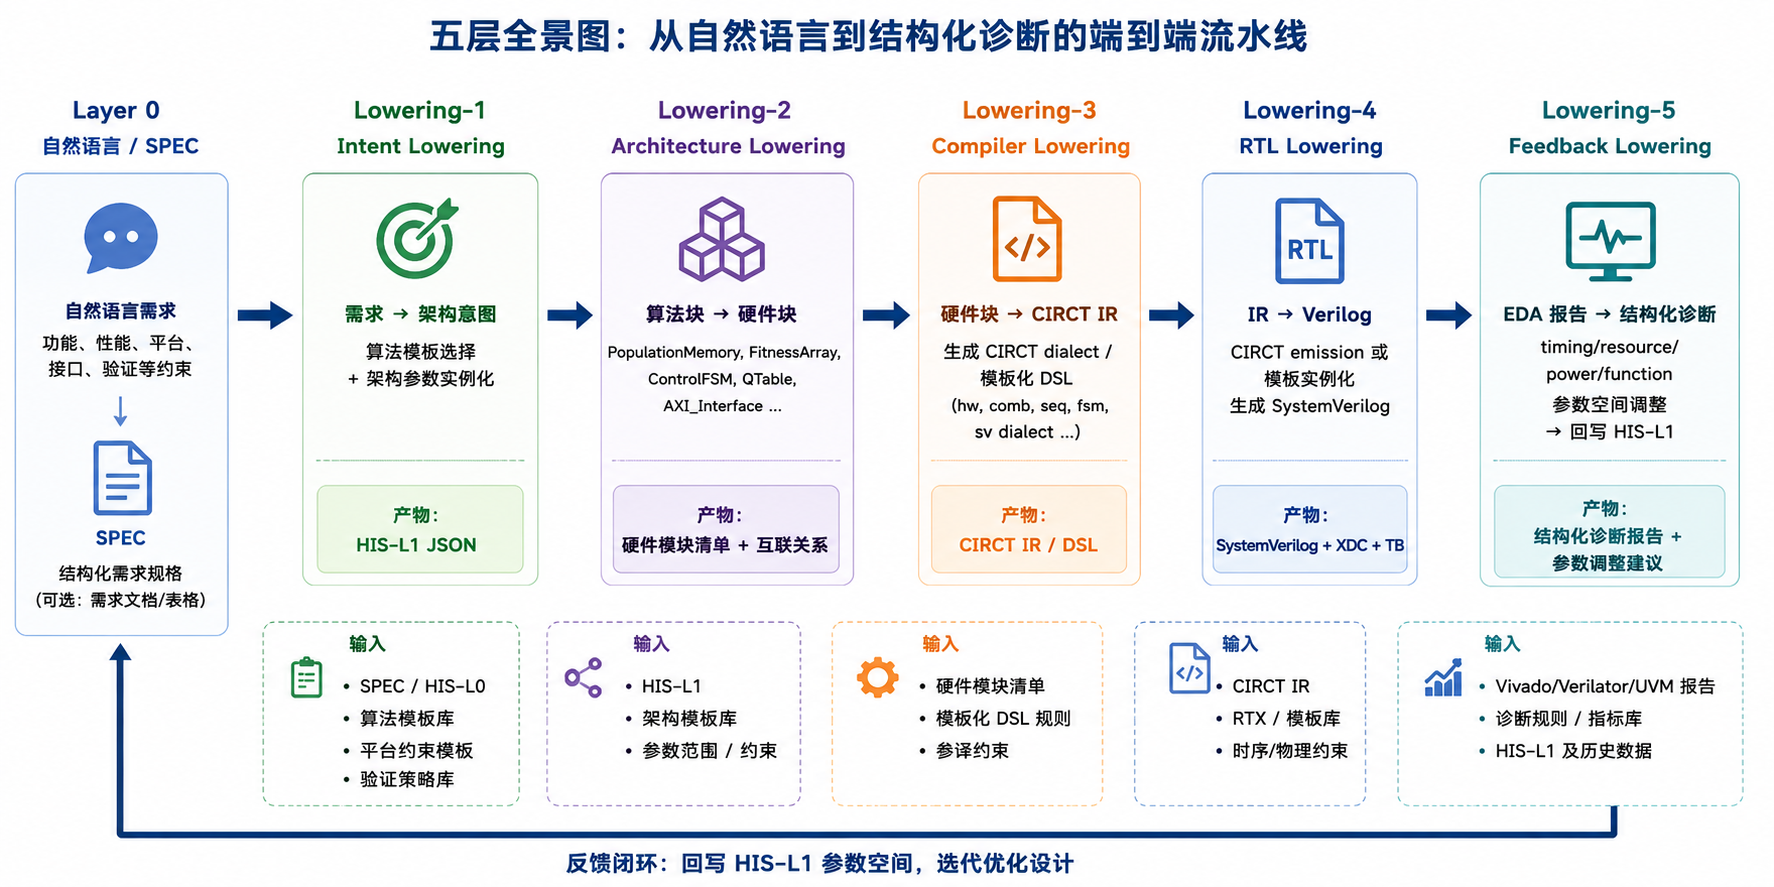 五层全景图：从自然语言到结构化诊断的端到端流水线
Layer 0
自然语言 / SPEC
自然语言需求
功能、性能、平台、
接口、验证等约束
SPEC
结构化需求规格
(可选：需求文档/表格)
Lowering-1
Intent Lowering
需求 → 架构意图
算法模板选择
+ 架构参数实例化
产物：
HIS-L1 JSON
Lowering-2
Architecture Lowering
算法块 → 硬件块
PopulationMemory, FitnessArray,
ControlFSM, QTable,
AXI_Interface ...
产物：
硬件模块清单 + 互联关系
Lowering-3
Compiler Lowering
</>
硬件块 → CIRCT IR
生成 CIRCT dialect /
模板化 DSL
(hw, comb, seq, fsm,
sv dialect ...)
产物：
CIRCT IR / DSL
Lowering-4
RTL Lowering
RTL
IR → Verilog
CIRCT emission 或
模板实例化
生成 SystemVerilog
产物：
SystemVerilog + XDC + TB
Lowering-5
Feedback Lowering
EDA 报告 → 结构化诊断
timing/resource/
power/function
参数空间调整
→ 回写 HIS-L1
产物：
结构化诊断报告 +
参数调整建议
输入
• SPEC / HIS-L0
• 算法模板库
• 平台约束模板
• 验证策略库
输入
• HIS-L1
• 架构模板库
• 参数范围 / 约束
输入
• 硬件模块清单
• 模板化 DSL 规则
• 参译约束
</>
输入
• CIRCT IR
• RTX / 模板库
• 时序/物理约束
输入
• Vivado/Verilator/UVM 报告
• 诊断规则 / 指标库
• HIS-L1 及历史数据
反馈闭环：回写 HIS-L1 参数空间，迭代优化设计